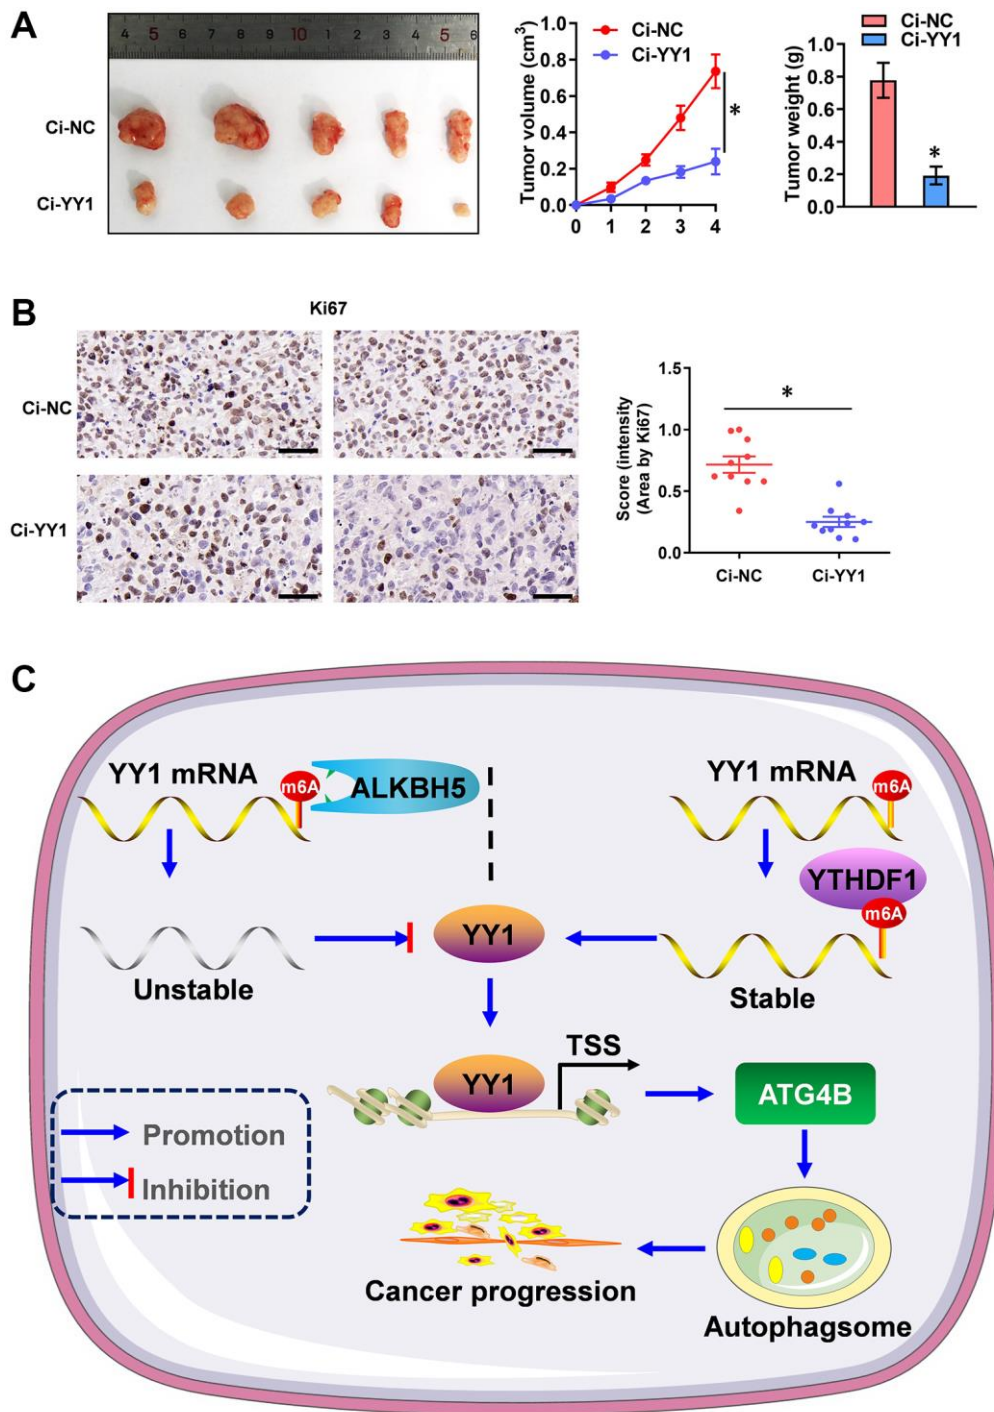 A
4 5 6 7 8 9 10 1 2 3 4 5 6
Ci-NC
Ci-YY1
Tumor volume (cm³)
1.0
0.8
0.6
0.4
0.2
0.0
0 1 2 3 4
Ci-NC
Ci-YY1
*
Tumor weight (g)
1.0
0.8
0.6
0.4
0.2
0.0
Ci-NC
Ci-YY1
*
B
Ki67
Ci-NC
Ci-YY1
Score (intensity
(Area by Ki67)
1.5
1.0
0.5
0.0
*
Ci-NC Ci-YY1
C
YY1 mRNA
m6A
ALKBH5
YY1 mRNA
m6A
YTHDF1
m6A
Unstable
YY1
Stable
YY1
TSS
ATG4B
Promotion
Inhibition
Cancer progression
Autophagsome